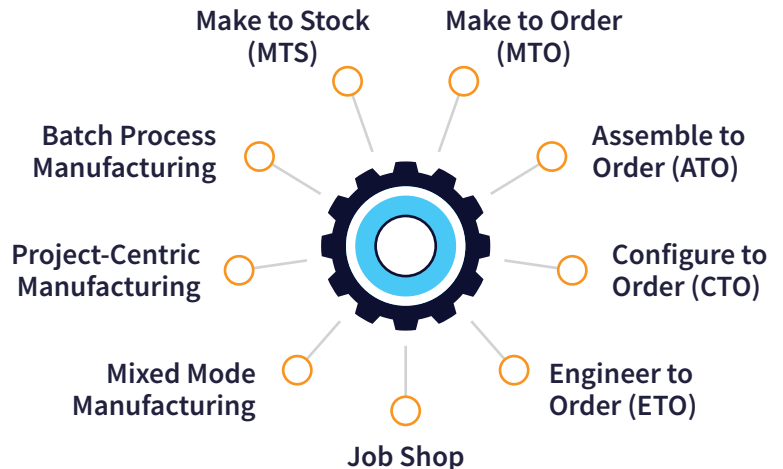 Make to Stock
(MTS)
Make to Order
(MTO)
Batch Process
Manufacturing
Assemble to
Order (ATO)
Project-Centric
Manufacturing
Configure to
Order (CTO)
Mixed Mode
Manufacturing
Engineer to
Order (ETO)
Job Shop